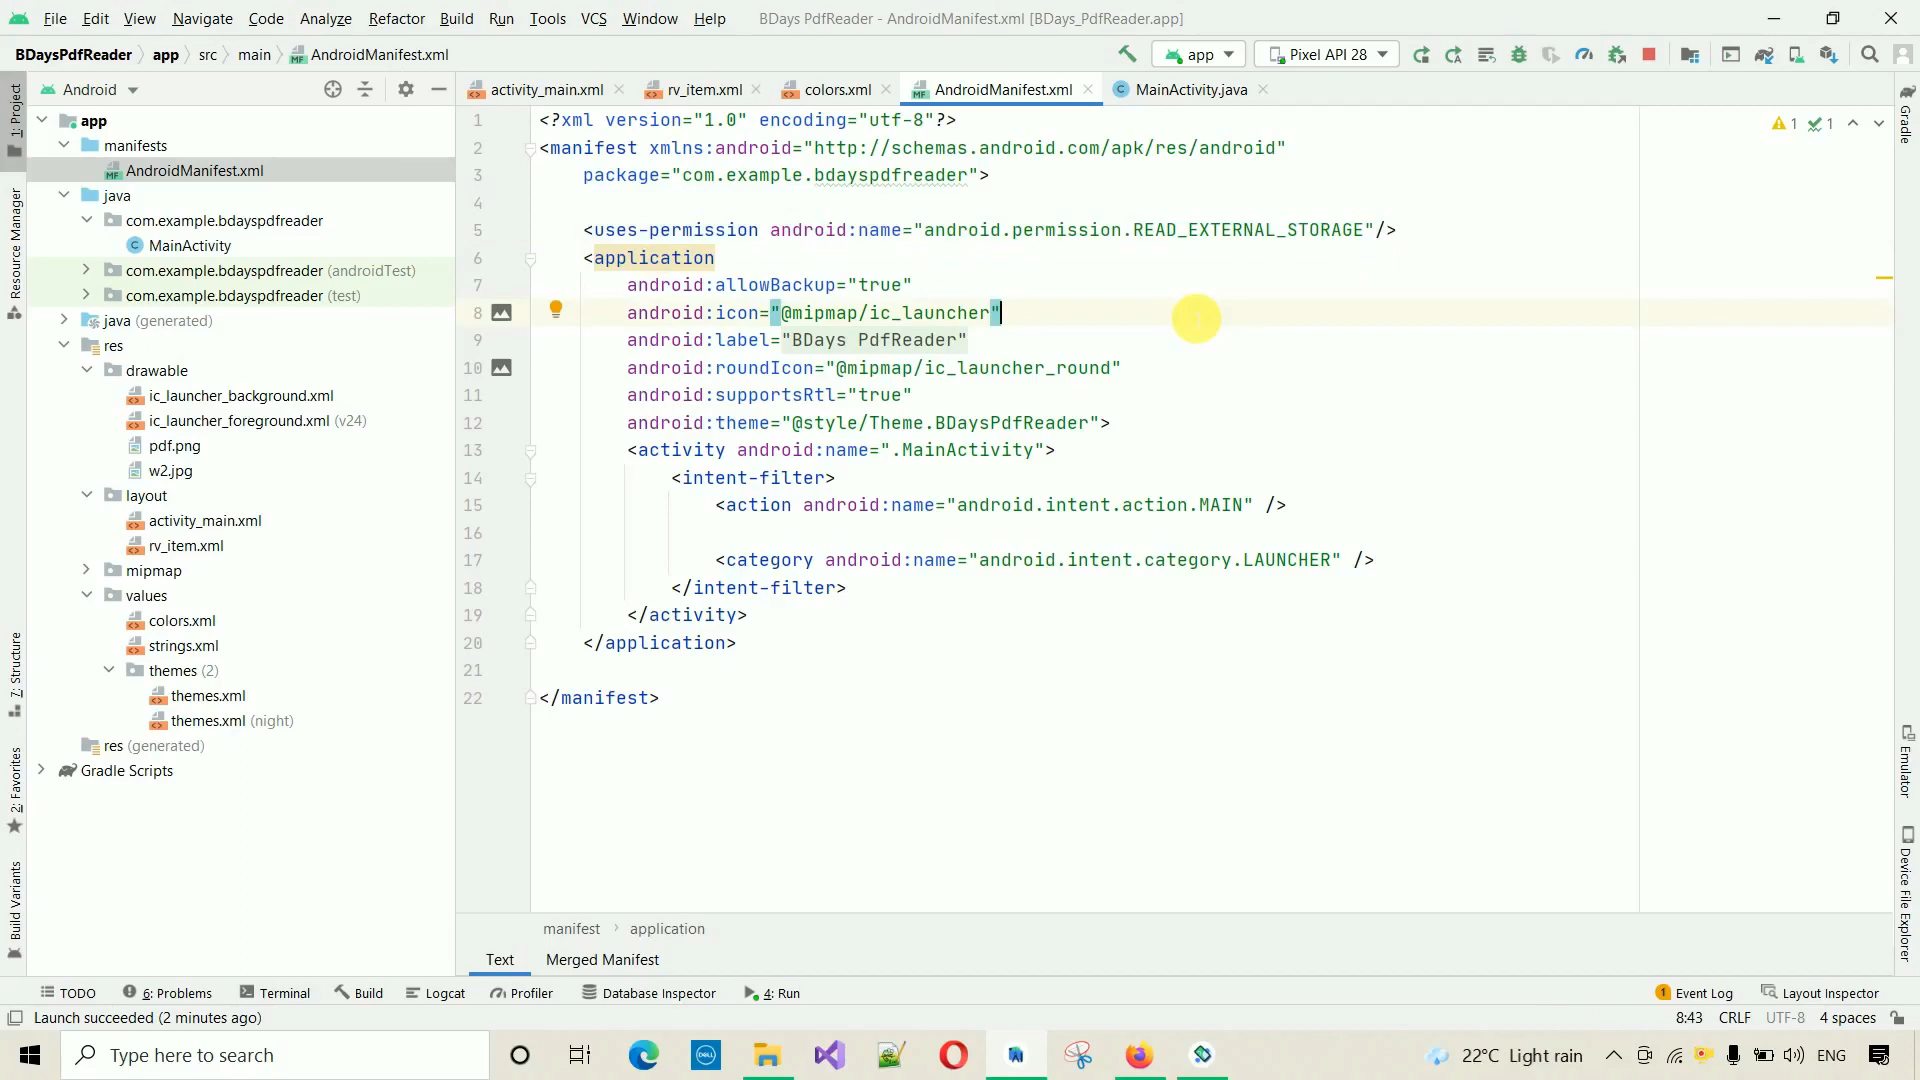 File Edit View Navigate Code Analyze Refactor Build Run Tools VCS Window Help BDays PdfReader - AndroidManifest.xml [BDays_PdfReader.app]
BDaysPdfReader app src main AndroidManifest.xml app Pixel API 28
Android activity_main.xml rv_item.xml colors.xml AndroidManifest.xml MainActivity.java
1: Project
Resource Manager
7: Structure
2: Favorites
Build Variants
app
manifests
AndroidManifest.xml
java
com.example.bdayspdfreader
MainActivity
com.example.bdayspdfreader (androidTest)
com.example.bdayspdfreader (test)
java (generated)
res
drawable
ic_launcher_background.xml
ic_launcher_foreground.xml (v24)
pdf.png
w2.jpg
layout
activity_main.xml
rv_item.xml
mipmap
values
colors.xml
strings.xml
themes (2)
themes.xml
themes.xml (night)
res (generated)
Gradle Scripts
1 <?xml version="1.0" encoding="utf-8"?>
2 <manifest xmlns:android="http://schemas.android.com/apk/res/android"
3 package="com.example.bdayspdfreader">
4
5 <uses-permission android:name="android.permission.READ_EXTERNAL_STORAGE"/>
6 <application
7 android:allowBackup="true"
8 android:icon="@mipmap/ic_launcher"
9 android:label="BDays PdfReader"
10 android:roundIcon="@mipmap/ic_launcher_round"
11 android:supportsRtl="true"
12 android:theme="@style/Theme.BDaysPdfReader">
13 <activity android:name=".MainActivity">
14 <intent-filter>
15 <action android:name="android.intent.action.MAIN" />
16
17 <category android:name="android.intent.category.LAUNCHER" />
18 </intent-filter>
19 </activity>
20 </application>
21
22 </manifest>
1 1
Gradle
Emulator
Device File Explorer
manifest application
Text Merged Manifest
TODO 6: Problems Terminal Build Logcat Profiler Database Inspector 4: Run 1 Event Log Layout Inspector
Launch succeeded (2 minutes ago) 8:43 CRLF UTF-8 4 spaces
Type here to search DELL 22°C Light rain ENG